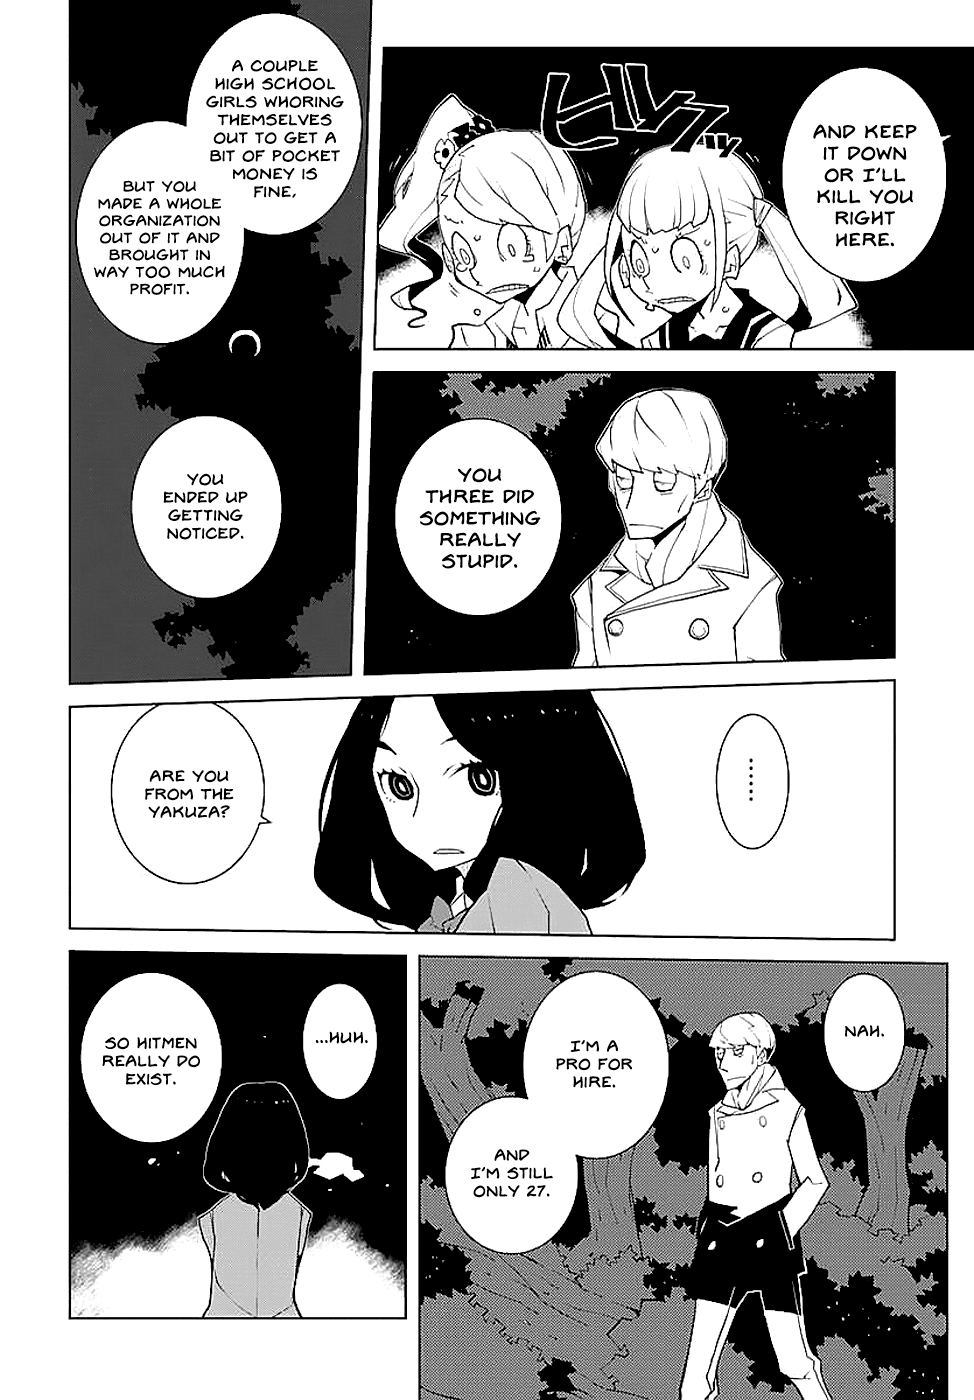 AND KEEP
IT DOWN
OR I'LL
KILL YOU
RIGHT
HERE.
ビルクッ
YOU
THREE DID
SOMETHING
REALLY
STUPID.
A COUPLE
HIGH SCHOOL
GIRLS WHORING
THEMSELVES
OUT TO GET A
BIT OF POCKET
MONEY IS
FINE,
BUT YOU
MADE A WHOLE
ORGANIZATION
OUT OF IT AND
BROUGHT IN
WAY TOO MUCH
PROFIT.
YOU
ENDED UP
GETTING
NOTICED.
......
ARE YOU
FROM THE
YAKUZA?
NAH.
I'M A
PRO FOR
HIRE.
AND
I'M STILL
ONLY 27.
...HUH.
SO HITMEN
REALLY DO
EXIST.